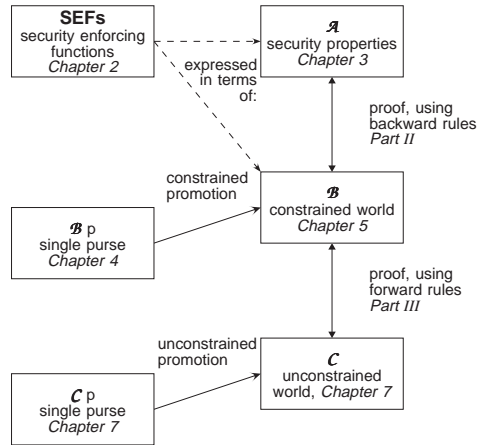 SEFs
security enforcing
functions
Chapter 2
𝒜
security properties
Chapter 3
expressed
in terms
of:
proof, using
backward rules
Part II
constrained
promotion
ℬ
constrained world
Chapter 5
ℬ p
single purse
Chapter 4
proof, using
forward rules
Part III
unconstrained
promotion
𝒞
unconstrained
world, Chapter 7
𝒞 p
single purse
Chapter 7